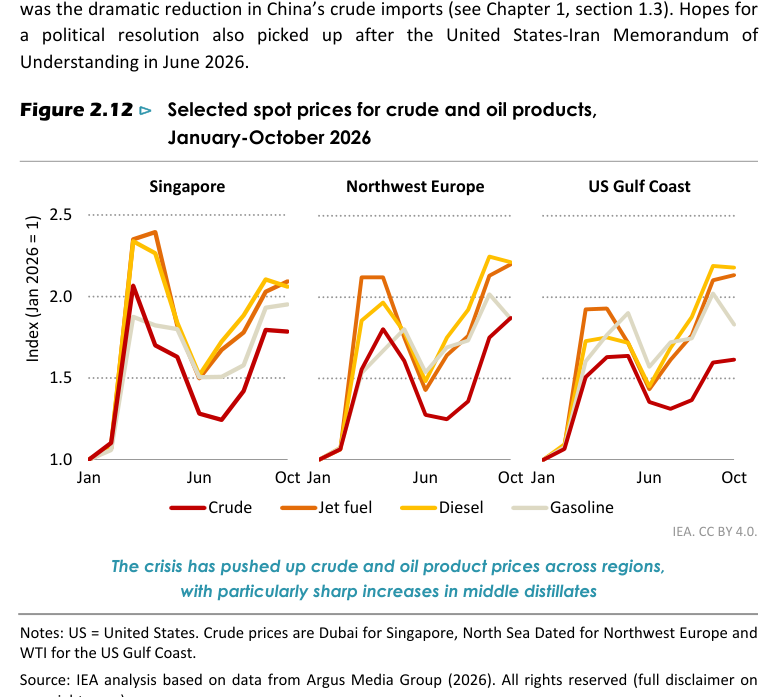 was the dramatic reduction in China’s crude imports (see Chapter 1, section 1.3). Hopes for
a political resolution also picked up after the United States-Iran Memorandum of
Understanding in June 2026.
Figure 2.12 ▷ Selected spot prices for crude and oil products,
January-October 2026
Singapore Northwest Europe US Gulf Coast
Index (Jan 2026 = 1)
2.5
2.0
1.5
1.0
Jan Jun Oct Jan Jun Oct Jan Jun Oct
Crude Jet fuel Diesel Gasoline
IEA. CC BY 4.0.
The crisis has pushed up crude and oil product prices across regions,
with particularly sharp increases in middle distillates
Notes: US = United States. Crude prices are Dubai for Singapore, North Sea Dated for Northwest Europe and
WTI for the US Gulf Coast.
Source: IEA analysis based on data from Argus Media Group (2026). All rights reserved (full disclaimer on